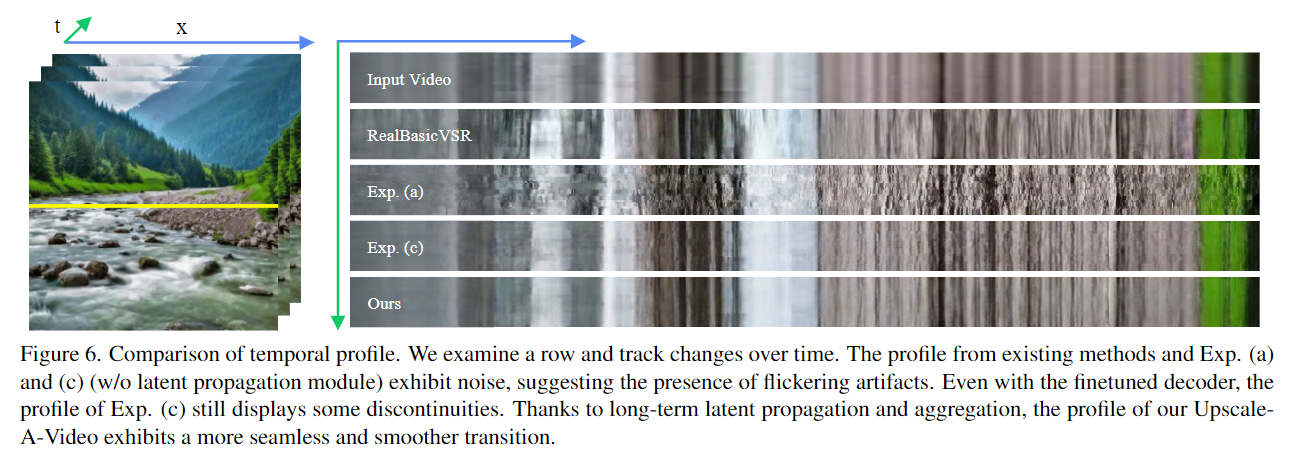 t
x
Input Video
RealBasicVSR
Exp. (a)
Exp. (c)
Ours
Figure 6. Comparison of temporal profile. We examine a row and track changes over time. The profile from existing methods and Exp. (a)
and (c) (w/o latent propagation module) exhibit noise, suggesting the presence of flickering artifacts. Even with the finetuned decoder, the
profile of Exp. (c) still displays some discontinuities. Thanks to long-term latent propagation and aggregation, the profile of our Upscale-
A-Video exhibits a more seamless and smoother transition.